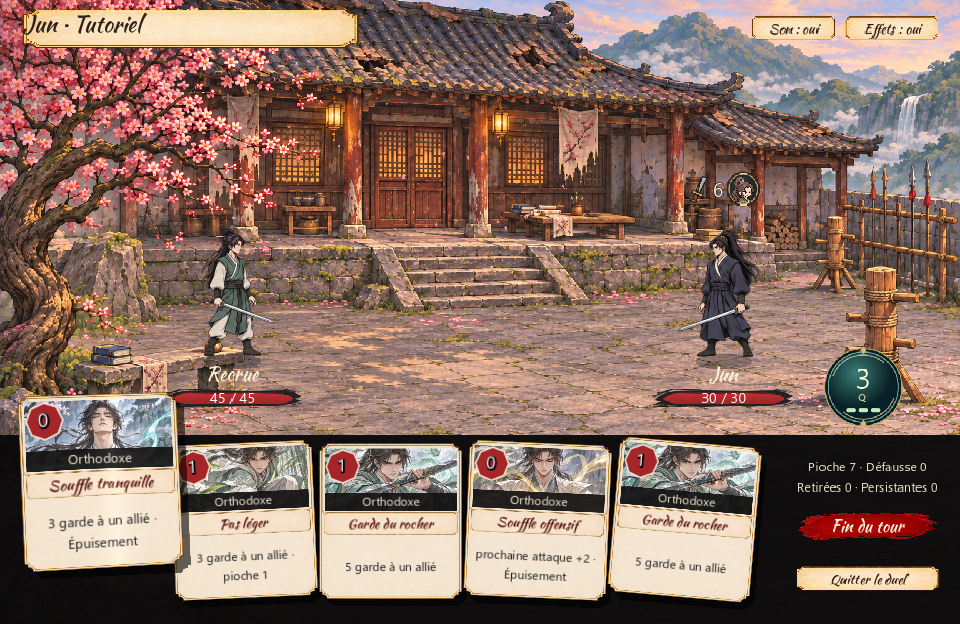 Jun · Tutoriel
Son : oui
Effets : oui
6
Recrue
45 / 45
Jun
30 / 30
3
Q
0
Orthodoxe
Souffle tranquille
3 garde à un allié ·
Épuisement
1
Orthodoxe
Pas léger
3 garde à un allié ·
pioche 1
1
Orthodoxe
Garde du rocher
5 garde à un allié
0
Orthodoxe
Souffle offensif
prochaine attaque +2 ·
Épuisement
1
Orthodoxe
Garde du rocher
5 garde à un allié
Pioche 7 · Défausse 0
Retirées 0 · Persistantes 0
Fin du tour
Quitter le duel